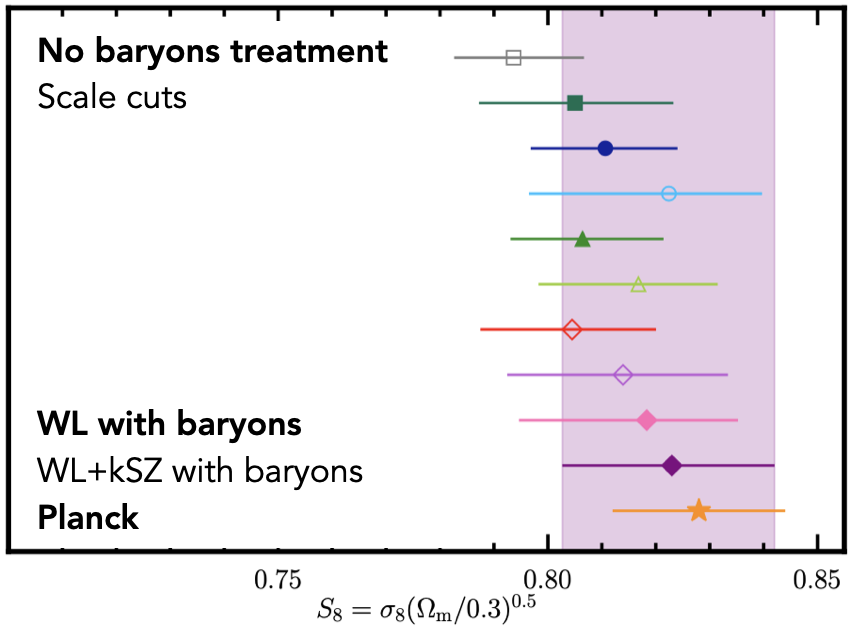 No baryons treatment
Scale cuts
WL with baryons
WL+kSZ with baryons
Planck
0.75 0.80 0.85
S₈ = σ₈(Ωₘ/0.3)⁰·⁵